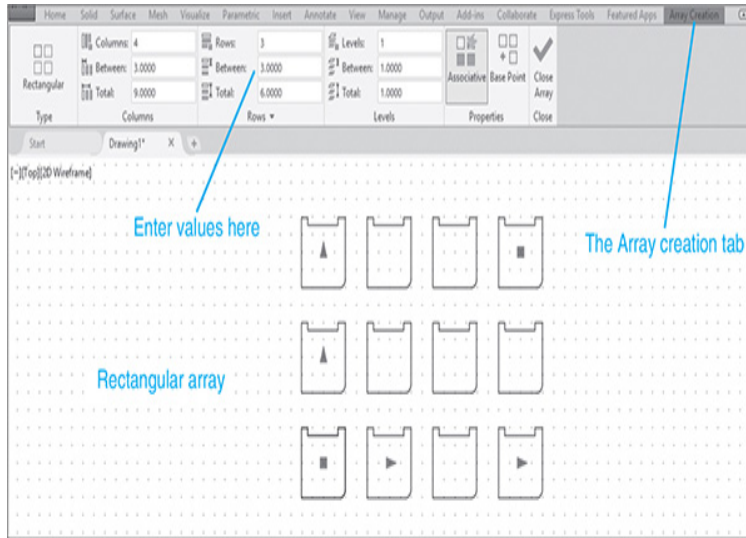 Home Solid Surface Mesh Visualize Parametric Insert Annotate View Manage Output Add-ins Collaborate Express Tools Featured Apps Array Creation
Columns: 4 Rows: 3 Levels: 1
Between: 3.0000 Between: 3.0000 Between: 1.0000
Total: 9.0000 Total: 6.0000 Total: 1.0000
Rectangular
Associative Base Point Close Array
Type Columns Rows Levels Properties Close
Start Drawing1* X +
[-][Top][2D Wireframe]
Enter values here
The Array creation tab
Rectangular array